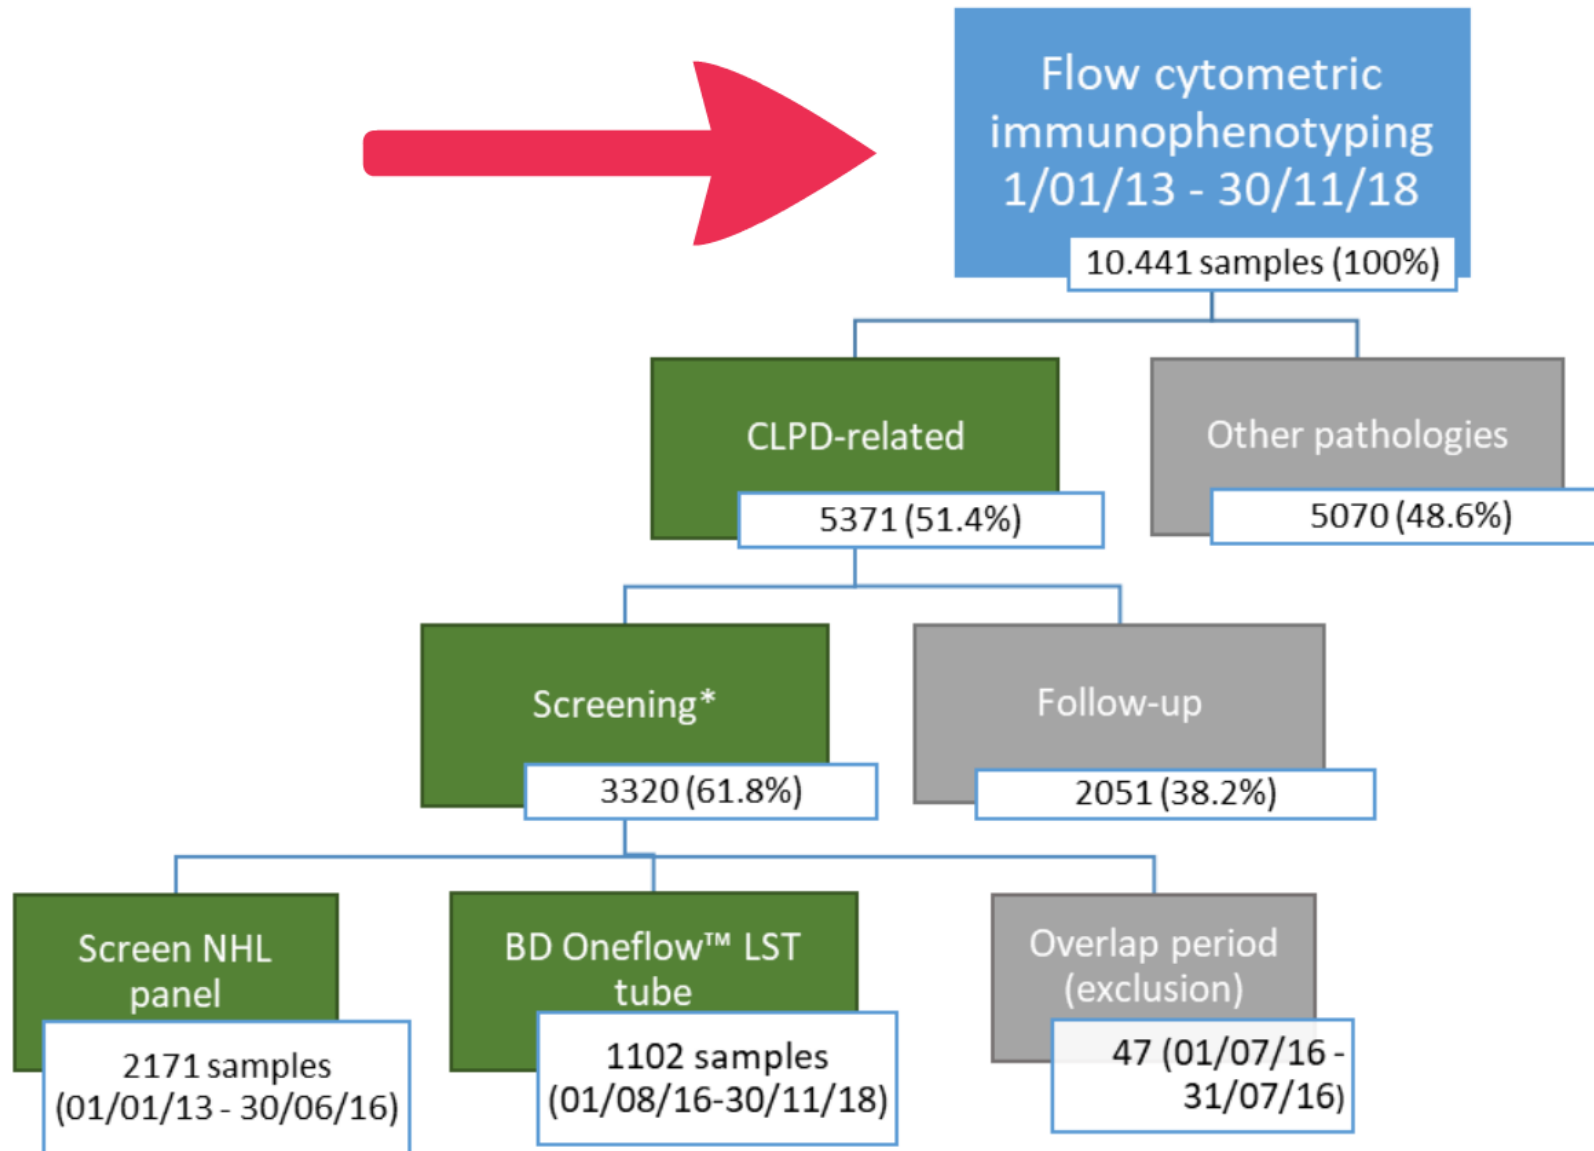 Flow cytometric
immunophenotyping
1/01/13 - 30/11/18
10.441 samples (100%)
CLPD-related
5371 (51.4%)
Other pathologies
5070 (48.6%)
Screening*
3320 (61.8%)
Follow-up
2051 (38.2%)
Screen NHL
panel
2171 samples
(01/01/13 - 30/06/16)
BD Oneflow™ LST
tube
1102 samples
(01/08/16-30/11/18)
Overlap period
(exclusion)
47 (01/07/16 -
31/07/16)